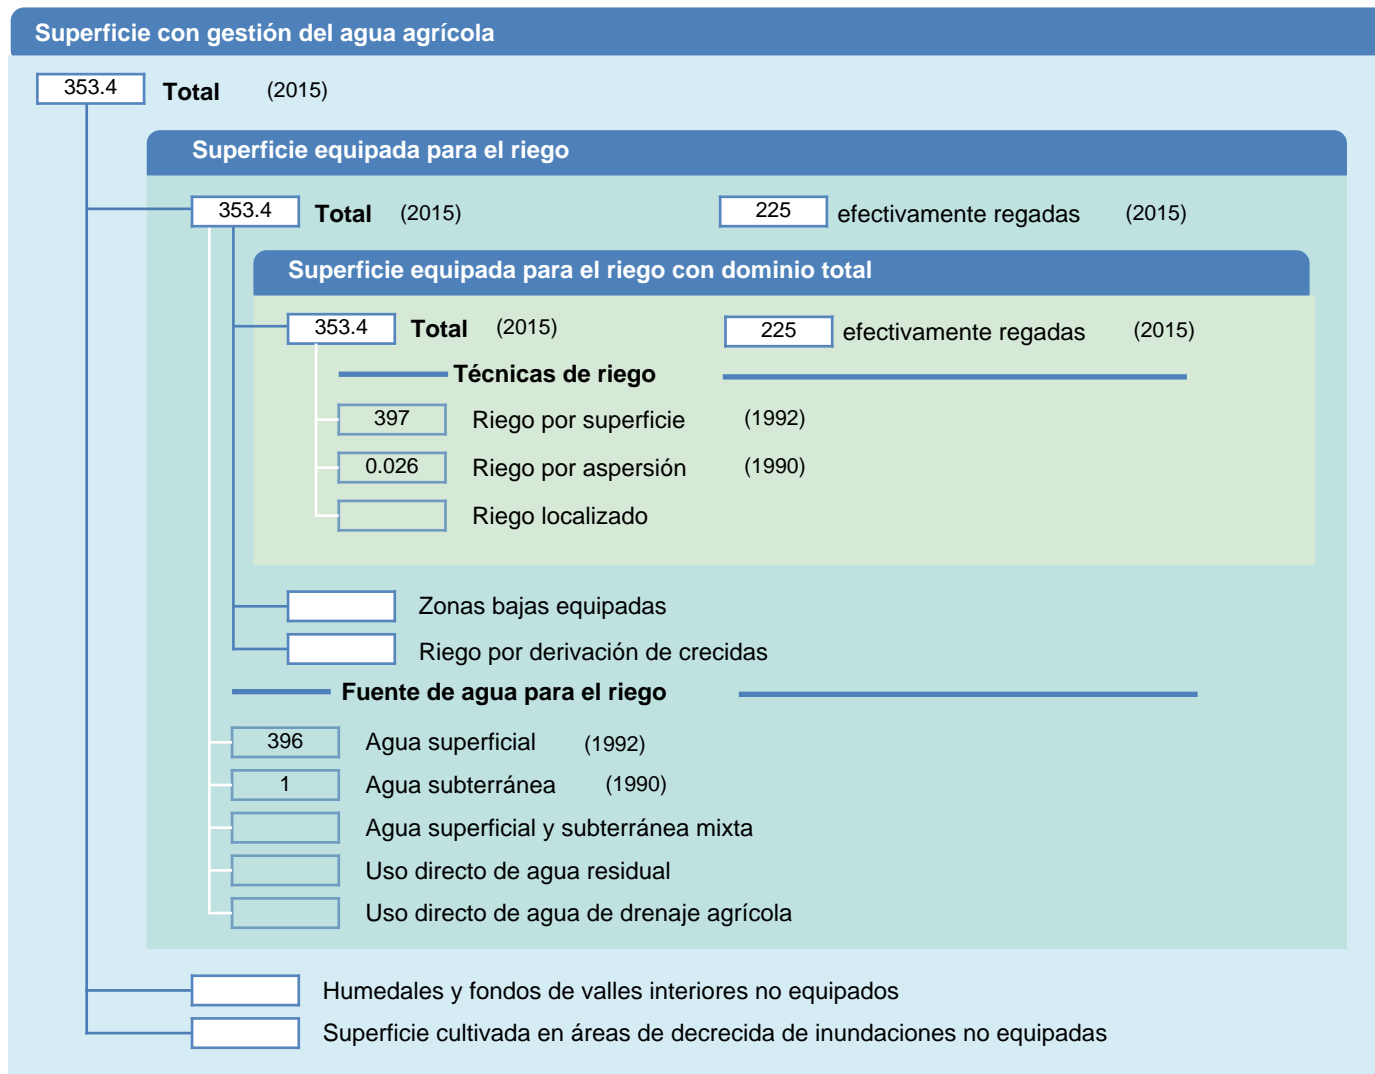 Superficie con gestión del agua agrícola
353.4 Total (2015)
Superficie equipada para el riego
353.4 Total (2015) 225 efectivamente regadas (2015)
Superficie equipada para el riego con dominio total
353.4 Total (2015) 225 efectivamente regadas (2015)
Técnicas de riego
397 Riego por superficie (1992)
0.026 Riego por aspersión (1990)
Riego localizado
Zonas bajas equipadas
Riego por derivación de crecidas
Fuente de agua para el riego
396 Agua superficial (1992)
1 Agua subterránea (1990)
Agua superficial y subterránea mixta
Uso directo de agua residual
Uso directo de agua de drenaje agrícola
Humedales y fondos de valles interiores no equipados
Superficie cultivada en áreas de decrecida de inundaciones no equipadas